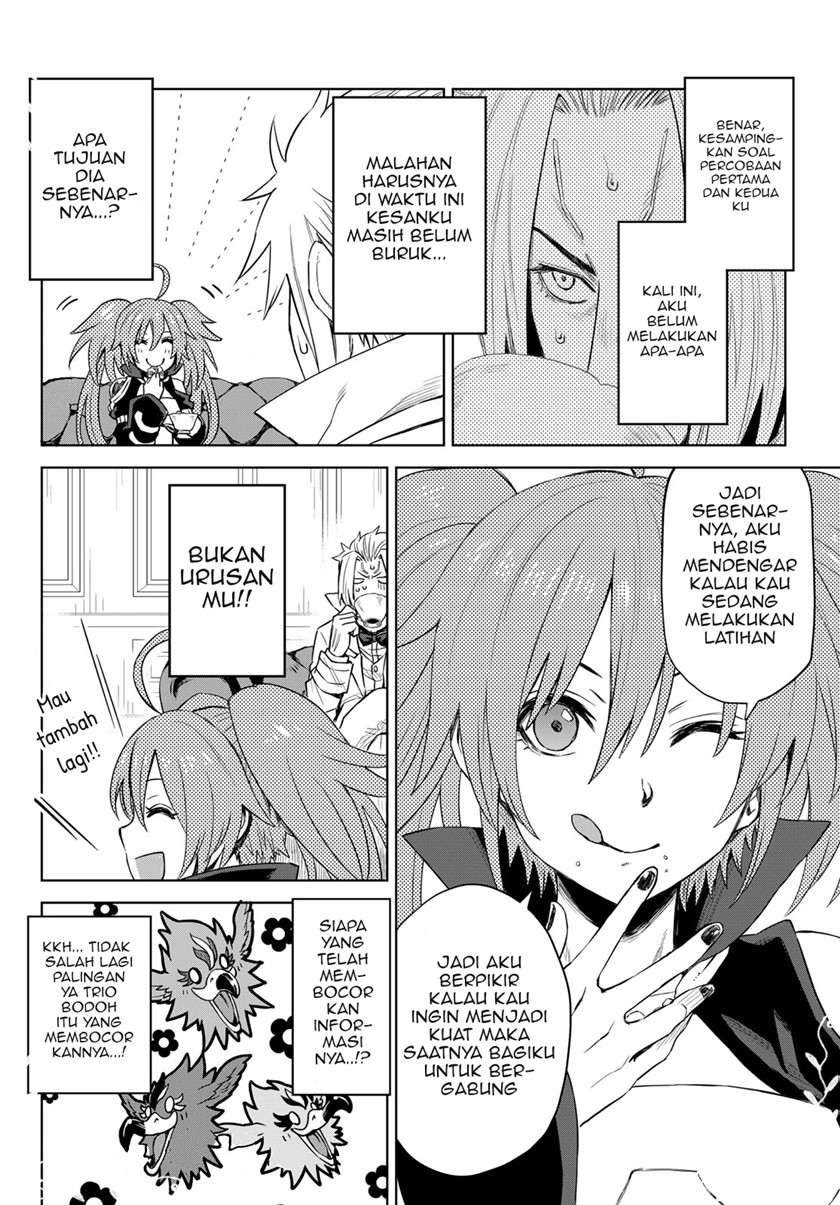 BENAR,
KESAMPING-
KAN SOAL
PERCOBAAN
PERTAMA
DAN KEDUA
KU
KALI INI,
AKU
BELUM
MELAKUKAN
APA-APA
MALAHAN
HARUSNYA
DI WAKTU INI
KESANKU
MASIH BELUM
BURUK...
APA
TUJUAN
DIA
SEBENAR-
NYA...?
JADI
SEBENAR-
NYA, AKU
HABIS
MENDENGAR
KALAU KAU
SEDANG
MELAKUKAN
LATIHAN
JADI AKU
BERPIKIR
KALAU KAU
INGIN MENJADI
KUAT MAKA
SAATNYA BAGIKU
UNTUK BER-
GABUNG
BUKAN
URUSAN
MU!!
Mau
tambah
lagi!!
SIAPA
YANG
TELAH
MEM-
BOCOR
KAN
INFOR-
MASI
NYA..!?
KKH... TIDAK
SALAH LAGI
PALINGAN
YA TRIO
BODOH
ITU YANG
MEMBOCOR
KANNYA...!